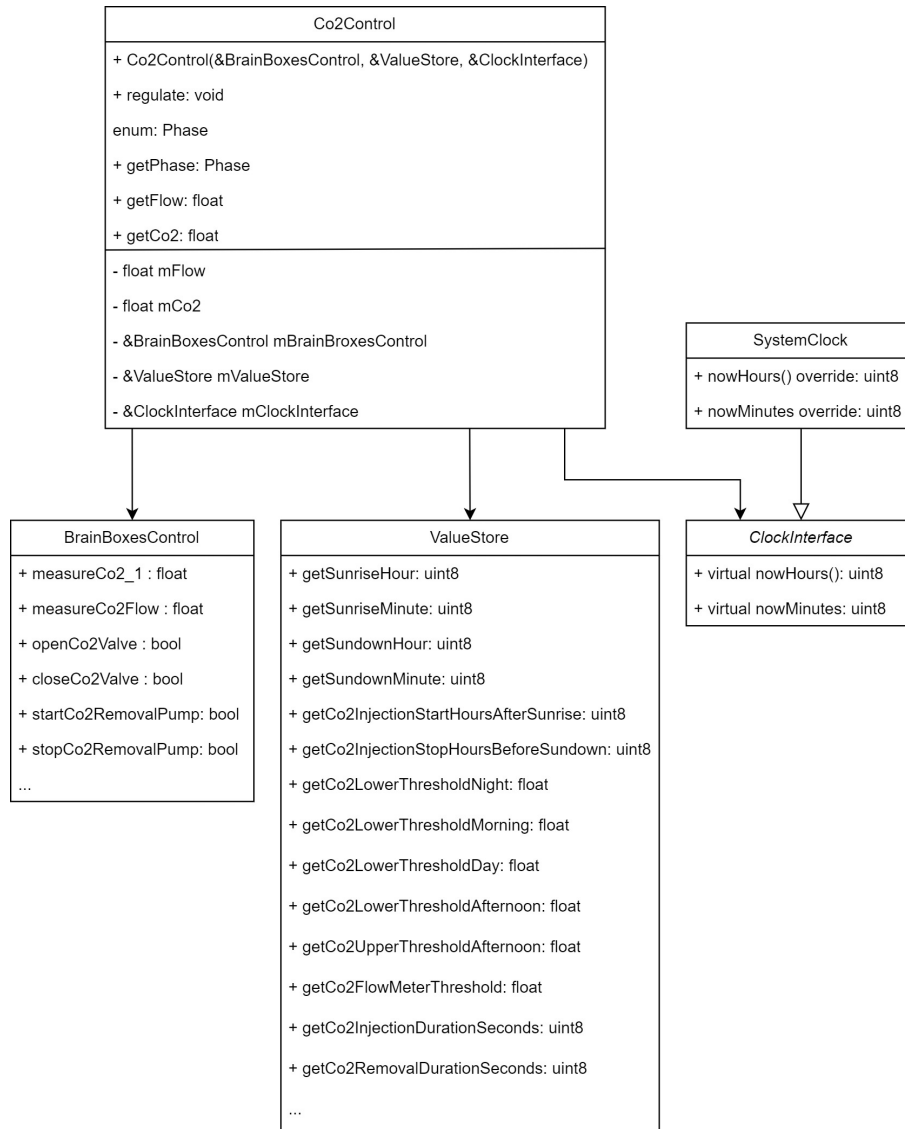 Co2Control
+ Co2Control(&BrainBoxesControl, &ValueStore, &ClockInterface)
+ regulate: void
enum: Phase
+ getPhase: Phase
+ getFlow: float
+ getCo2: float
- float mFlow
- float mCo2
- &BrainBoxesControl mBrainBroxesControl
- &ValueStore mValueStore
- &ClockInterface mClockInterface
SystemClock
+ nowHours() override: uint8
+ nowMinutes override: uint8
BrainBoxesControl
+ measureCo2_1 : float
+ measureCo2Flow : float
+ openCo2Valve : bool
+ closeCo2Valve : bool
+ startCo2RemovalPump: bool
+ stopCo2RemovalPump: bool
...
ValueStore
+ getSunriseHour: uint8
+ getSunriseMinute: uint8
+ getSundownHour: uint8
+ getSundownMinute: uint8
+ getCo2InjectionStartHoursAfterSunrise: uint8
+ getCo2InjectionStopHoursBeforeSundown: uint8
+ getCo2LowerThresholdNight: float
+ getCo2LowerThresholdMorning: float
+ getCo2LowerThresholdDay: float
+ getCo2LowerThresholdAfternoon: float
+ getCo2UpperThresholdAfternoon: float
+ getCo2FlowMeterThreshold: float
+ getCo2InjectionDurationSeconds: uint8
+ getCo2RemovalDurationSeconds: uint8
...
ClockInterface
+ virtual nowHours(): uint8
+ virtual nowMinutes: uint8